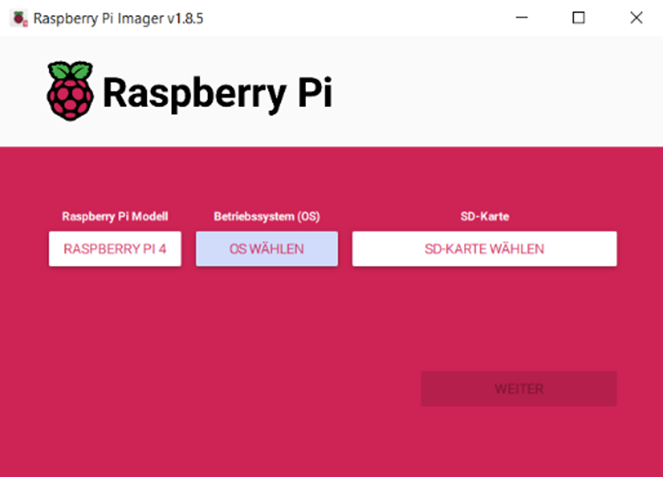 Raspberry Pi Imager v1.8.5
Raspberry Pi
Raspberry Pi Modell Betriebssystem (OS) SD-Karte
RASPBERRY PI 4 OS WÄHLEN SD-KARTE WÄHLEN
WEITER